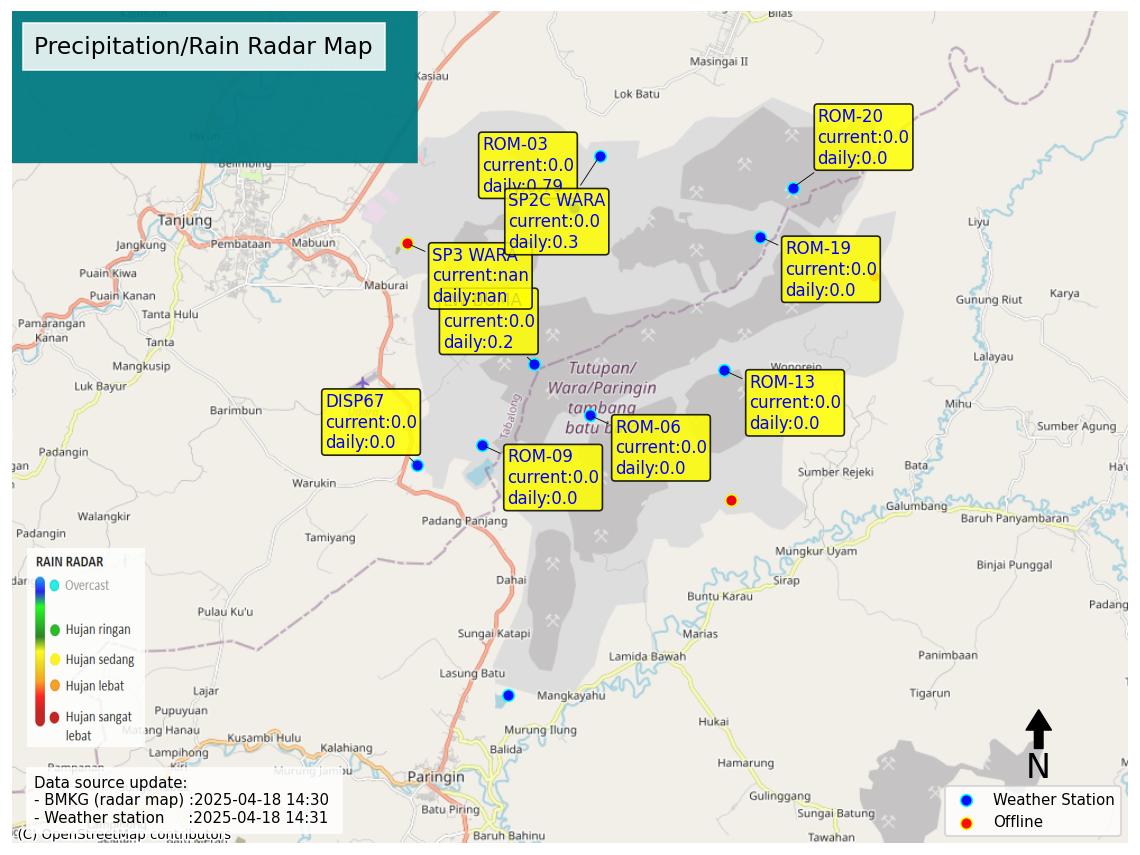 Precipitation/Rain Radar Map
Bilas
Masingai II
Kasiau
Lok Batu
Belimbing
ROM-20
current:0.0
daily:0.0
ROM-03
current:0.0
daily:0.79
SP2C WARA
current:0.0
daily:0.3
Tanjung
Jangkung
Pembataan
Mabuun
Liyu
ROM-19
current:0.0
daily:0.0
SP3 WARA
current:nan
daily:nan
current:0.0
daily:0.2
Puain Kiwa
Maburai
Puain Kanan
Tanta Hulu
Gunung Riut
Karya
Pamarangan
Kanan
Tanta
Mangkusip
Lalayau
Luk Bayur
Tutupan/
Wara/Paringin
tambang
batu b
Tabalong
Wonorejo
ROM-13
current:0.0
daily:0.0
DISP67
current:0.0
daily:0.0
Barimbun
Mihu
ROM-06
current:0.0
daily:0.0
Sumber Agung
Padangin
ROM-09
current:0.0
daily:0.0
Bata
Sumber Rejeki
Warukin
Galumbang
Walangkir
Padang Panjang
Baruh Panyambaran
Padangin
Tamiyang
Mungkur Uyam
Binjai Punggal
RAIN RADAR
Overcast
Hujan ringan
Hujan sedang
Hujan lebat
Hujan sangat
lebat
Dahai
Sirap
Buntu Karau
Padang
Pulau Ku'u
Sungai Katapi
Marias
Lamida Bawah
Panimbaan
Lasung Batu
Lajar
Mangkayahu
Tigarun
Pupuyuan
Matang Hanau
Hukai
Murung Ilung
Kusambi Hulu
Kalahiang
Lampihong
Kiri
Balida
Hamarung
Pampanan
Murung Jambu
Paringin
N
Data source update:
- BMKG (radar map) :2025-04-18 14:30
- Weather station :2025-04-18 14:31
Gulinggang
Batu Piring
Sungai Batung
Weather Station
Offline
(C) OpenStreetMap contributors
Baruh Bahinu
Tawahan